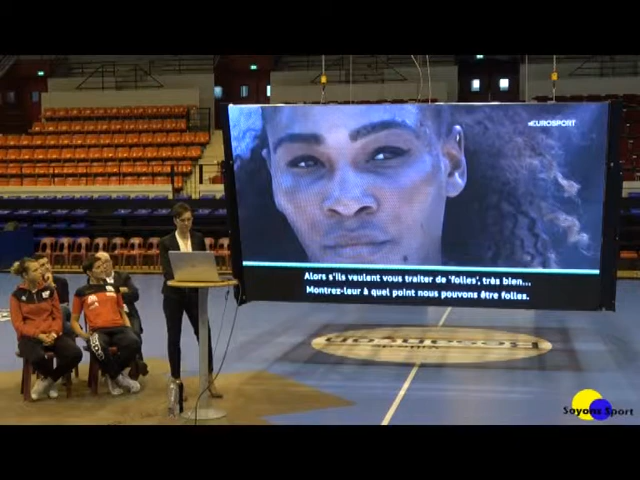 EUROSPORT
Alors s'ils veulent vous traiter de 'folles', très bien...
Montrez-leur à quel point nous pouvons être folles.
Soyons Sport